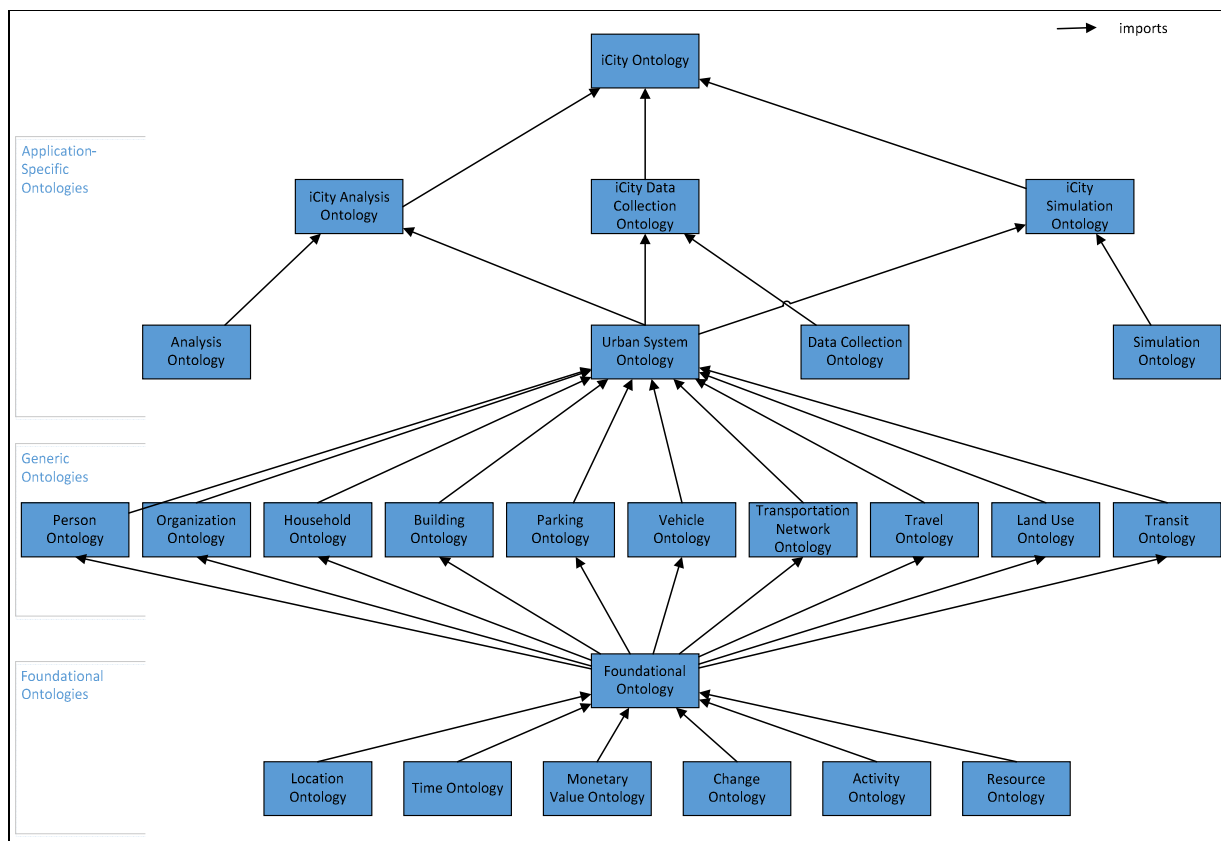 imports
iCity Ontology
Application-
Specific
Ontologies
iCity Analysis
Ontology
iCity Data
Collection
Ontology
iCity
Simulation
Ontology
Analysis
Ontology
Urban System
Ontology
Data Collection
Ontology
Simulation
Ontology
Generic
Ontologies
Person
Ontology
Organization
Ontology
Household
Ontology
Building
Ontology
Parking
Ontology
Vehicle
Ontology
Transportation
Network
Ontology
Travel
Ontology
Land Use
Ontology
Transit
Ontology
Foundational
Ontologies
Foundational
Ontology
Location
Ontology
Time Ontology
Monetary
Value Ontology
Change
Ontology
Activity
Ontology
Resource
Ontology